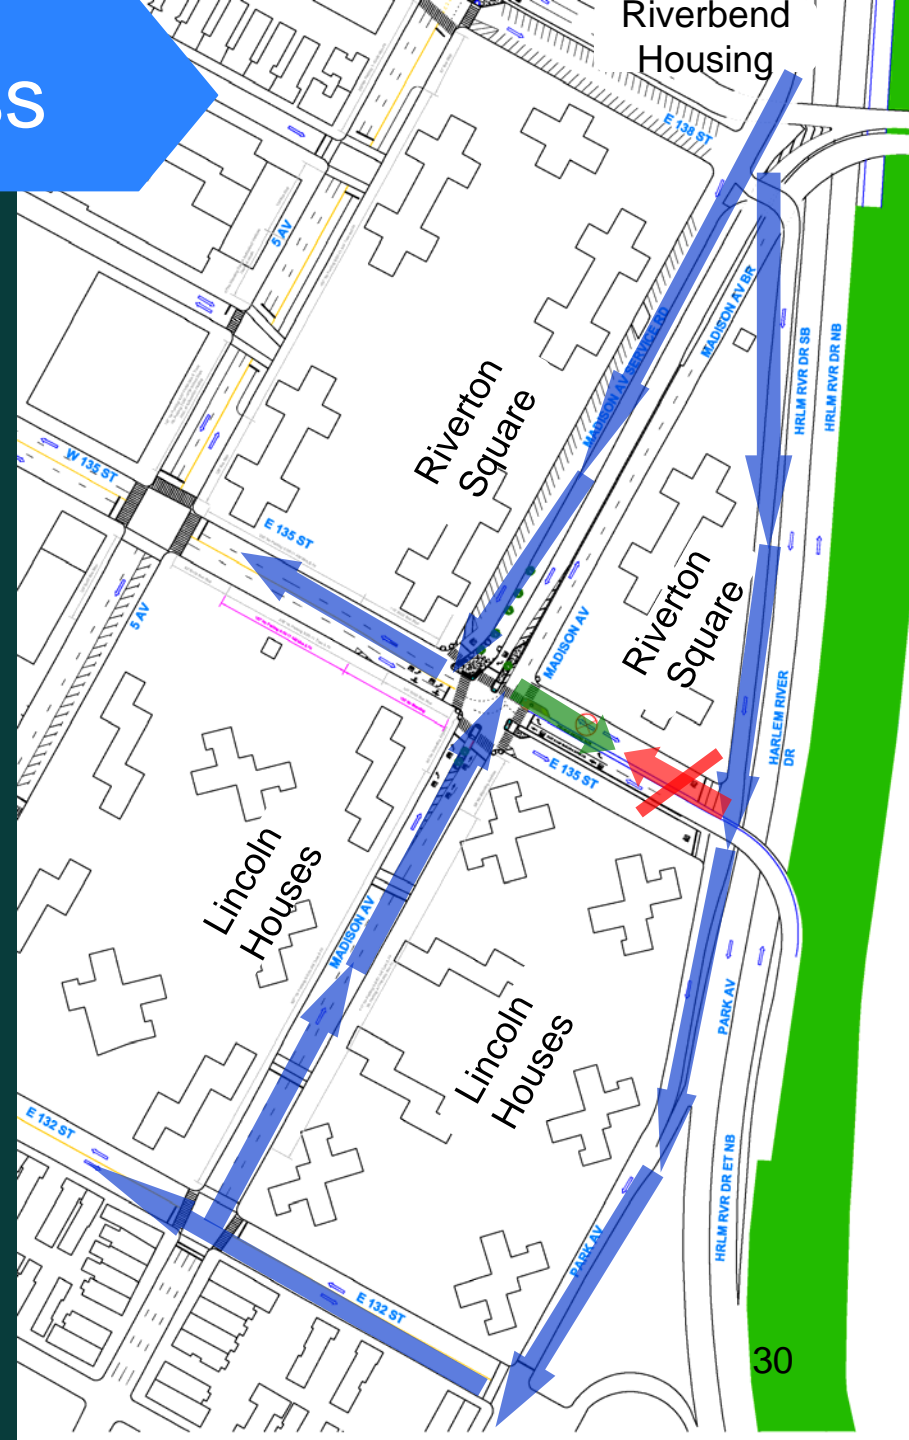 ss
Riverbend
Housing
E 138 ST
5 AV
MADISON AV BR
MADISON AV SERVICE RD
HRLM RVR DR SB
HRLM RVR DR NB
Riverton
Square
W 135 ST
E 135 ST
5 AV
MADISON AV
Riverton
Square
HARLEM RIVER
DR
E 135 ST
Lincoln
Houses
MADISON AV
PARK AV
Lincoln
Houses
E 132 ST
HRLM RVR DR ET NB
PARK AV
E 132 ST
30